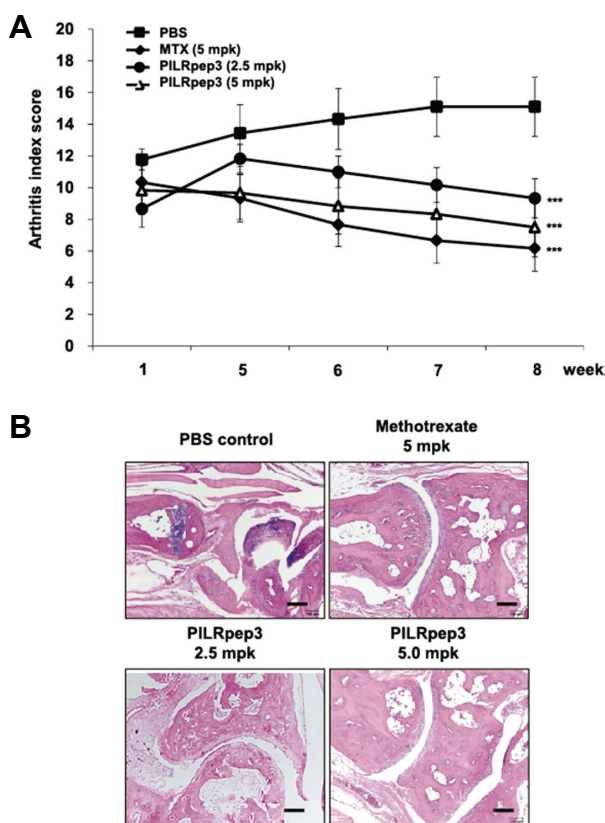 A
PBS
MTX (5 mpk)
PILRpep3 (2.5 mpk)
PILRpep3 (5 mpk)
Arthritis index score
20
18
16
14
12
10
8
6
4
2
0
***
***
***
1 5 6 7 8 week
B
PBS control
Methotrexate
5 mpk
PILRpep3
2.5 mpk
PILRpep3
5.0 mpk